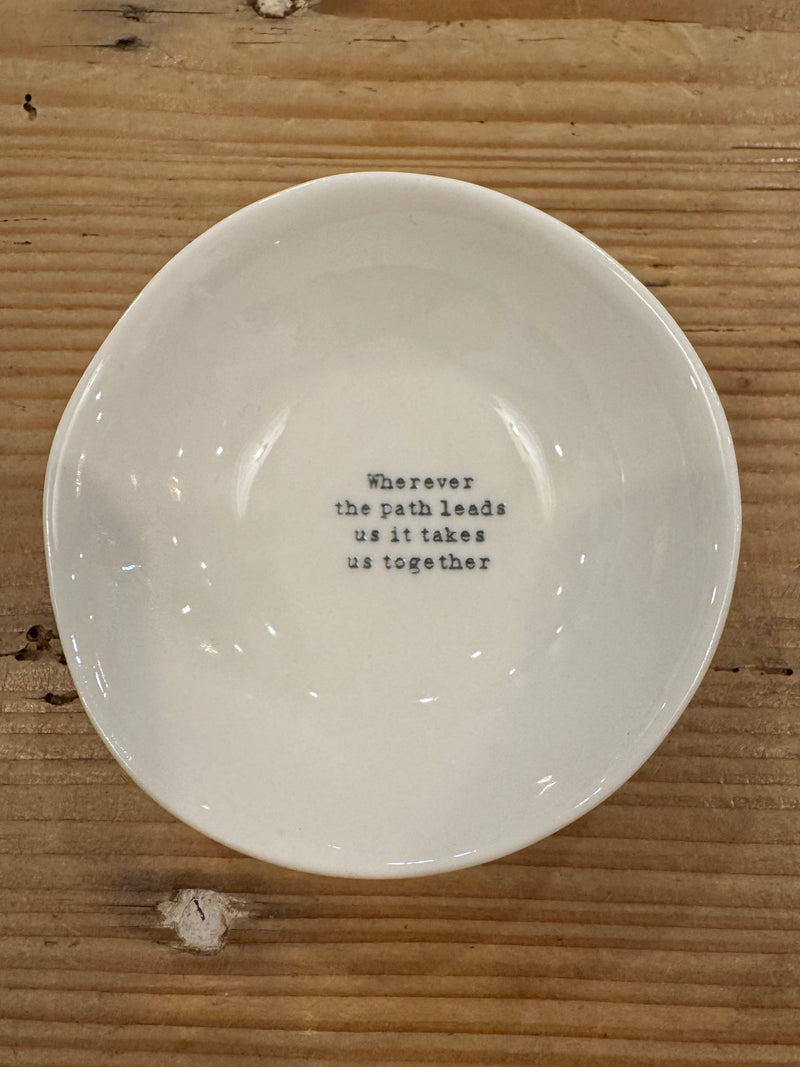 Wherever
the path leads
us it takes
us together